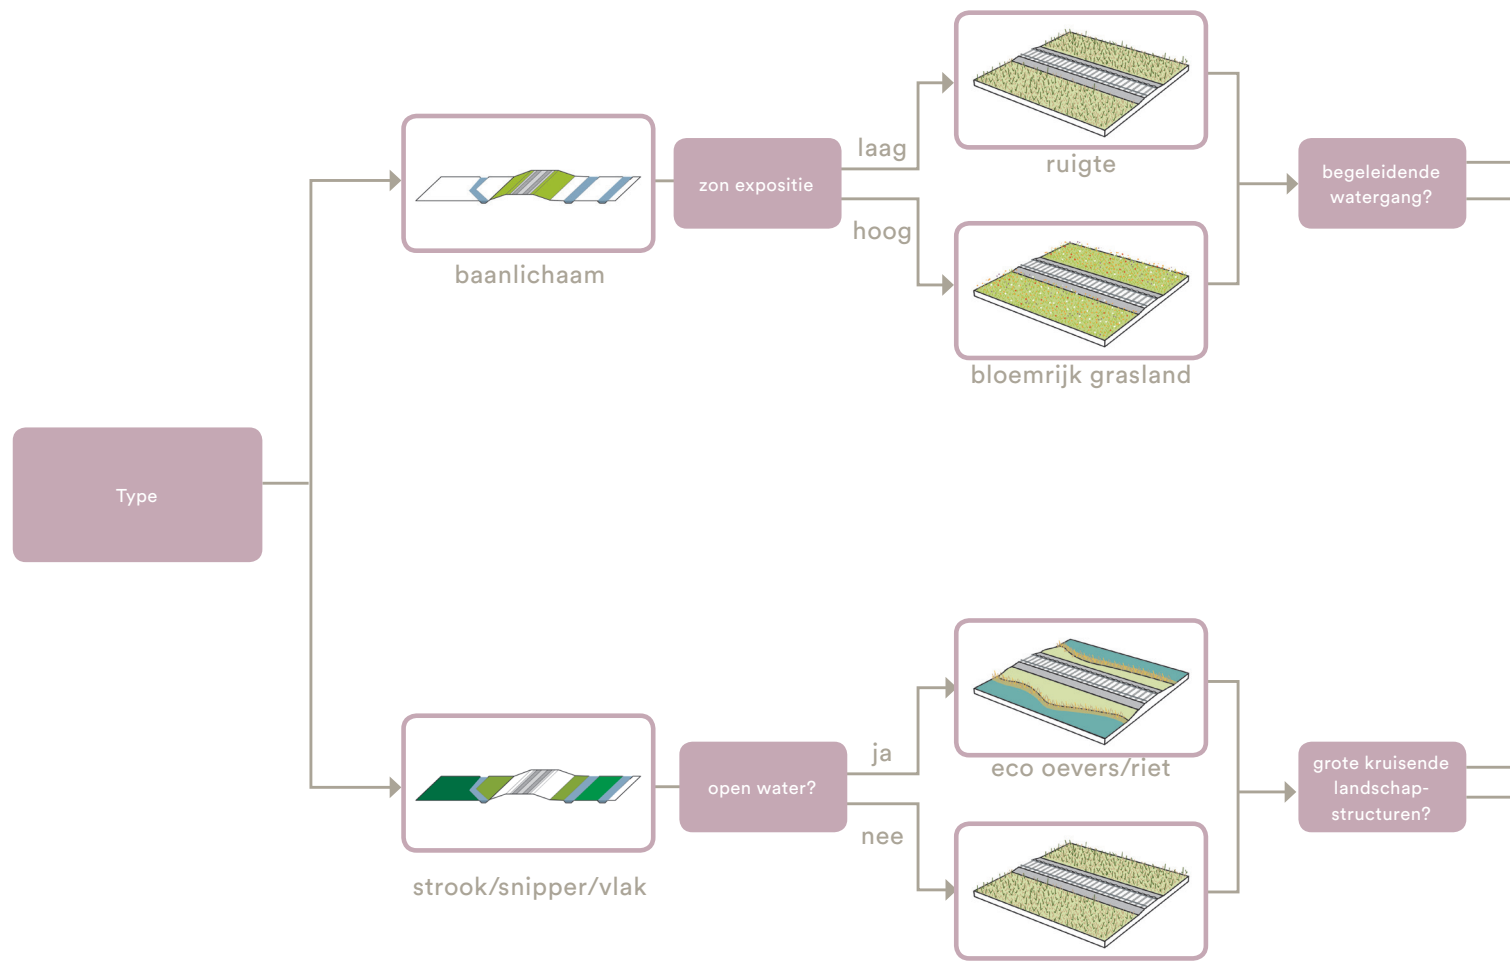 Type
baanlichaam
zon expositie
laag
hoog
ruigte
bloemrijk grasland
begeleidende
watergang?
strook/snipper/vlak
open water?
ja
nee
eco oevers/riet
grote kruisende
landschap-
structuren?